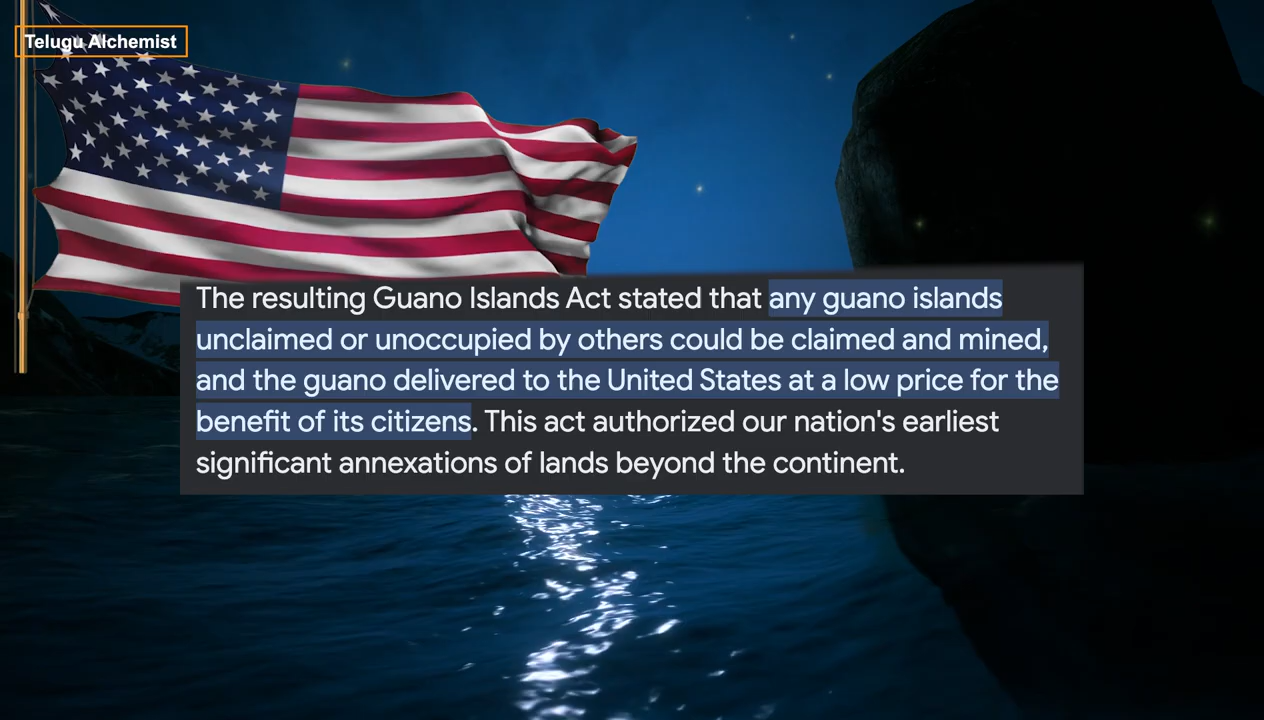 Telugu Alchemist
The resulting Guano Islands Act stated that any guano islands
unclaimed or unoccupied by others could be claimed and mined,
and the guano delivered to the United States at a low price for the
benefit of its citizens. This act authorized our nation's earliest
significant annexations of lands beyond the continent.